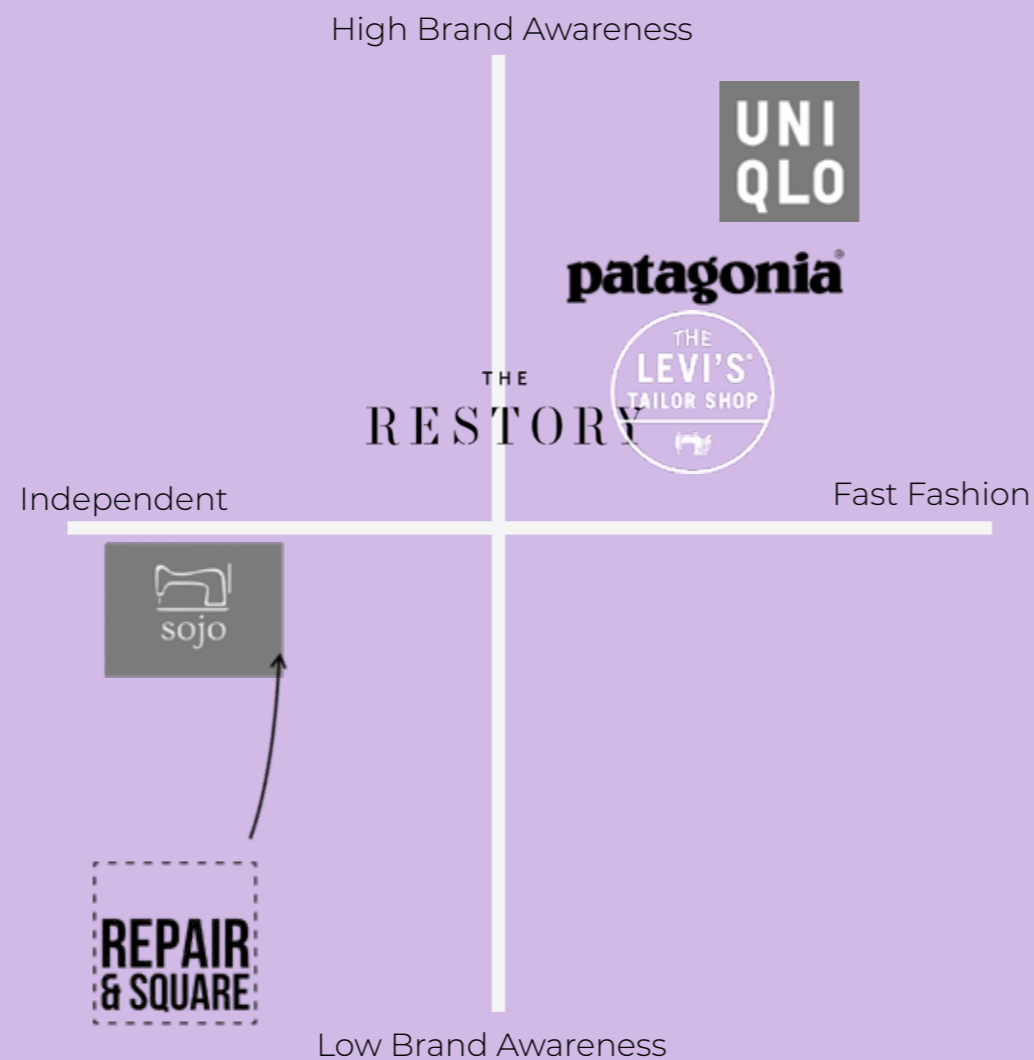 High Brand Awareness
UNI
QLO
patagonia®
THE
LEVI'S®
TAILOR SHOP
THE
RESTORY
Independent
Fast Fashion
sojo
REPAIR
& SQUARE
Low Brand Awareness